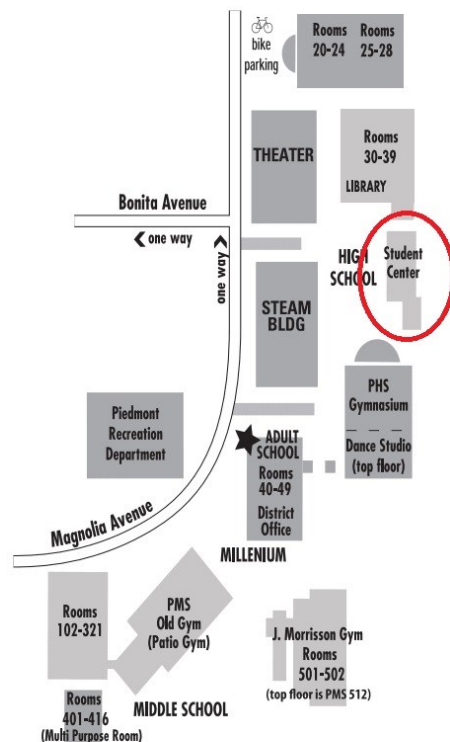 bike
parking
Rooms Rooms
20-24 25-28
THEATER
Rooms
30-39
LIBRARY
Bonita Avenue
one way
one way
HIGH
SCHOOL
Student
Center
STEAM
BLDG
PHS
Gymnasium
Dance Studio
(top floor)
Piedmont
Recreation
Department
ADULT
SCHOOL
Rooms
40-49
District
Office
Magnolia Avenue
MILLENIUM
Rooms
102-321
PMS
Old Gym
(Patio Gym)
J. Morrisson Gym
Rooms
501-502
(top floor is PMS 512)
Rooms
401-416
(Multi Purpose Room)
MIDDLE SCHOOL